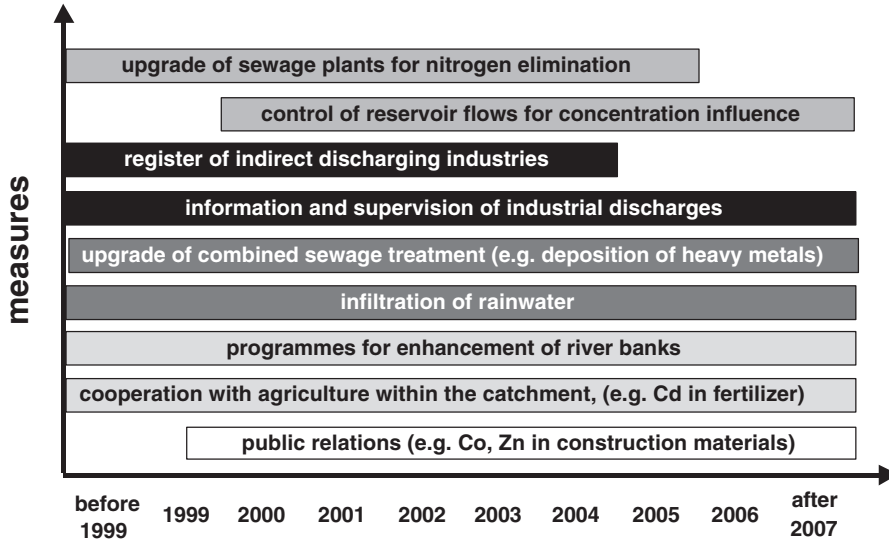 measures
upgrade of sewage plants for nitrogen elimination
control of reservoir flows for concentration influence
register of indirect discharging industries
information and supervision of industrial discharges
upgrade of combined sewage treatment (e.g. deposition of heavy metals)
infiltration of rainwater
programmes for enhancement of river banks
cooperation with agriculture within the catchment, (e.g. Cd in fertilizer)
public relations (e.g. Co, Zn in construction materials)
before 1999 1999 2000 2001 2002 2003 2004 2005 2006 after 2007